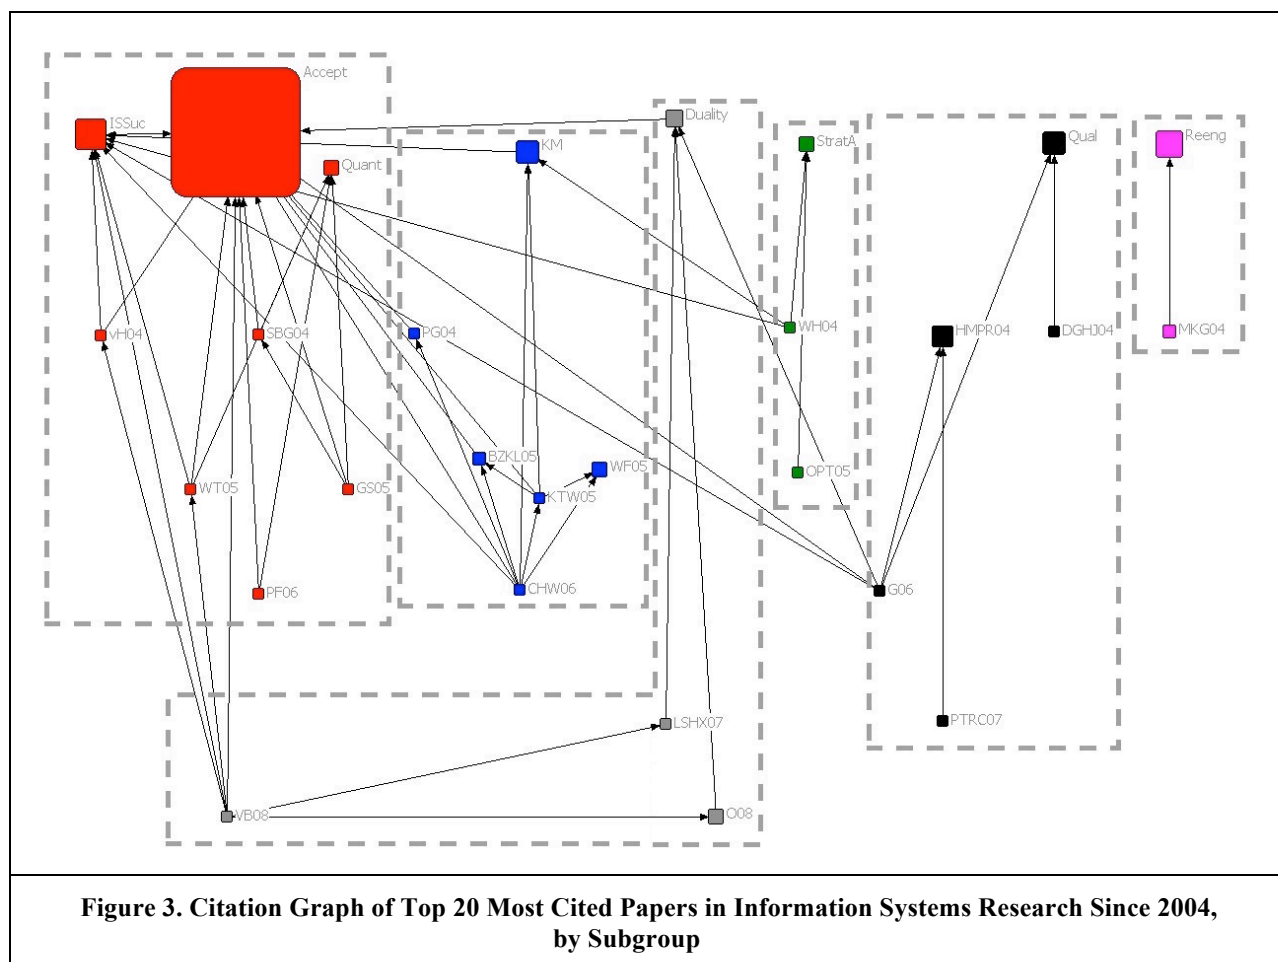 Accept
ISSuc
Quant
KM
Duality
StratA
Qual
Reeng
vH04
SBG04
PG04
WH04
HMPR04
DGHJ04
MKG04
WT05
GS05
BZKL05
WF05
KTW05
OPT05
PF06
CHW06
G06
LSHX07
PTRC07
VB08
O08
Figure 3. Citation Graph of Top 20 Most Cited Papers in Information Systems Research Since 2004,
by Subgroup